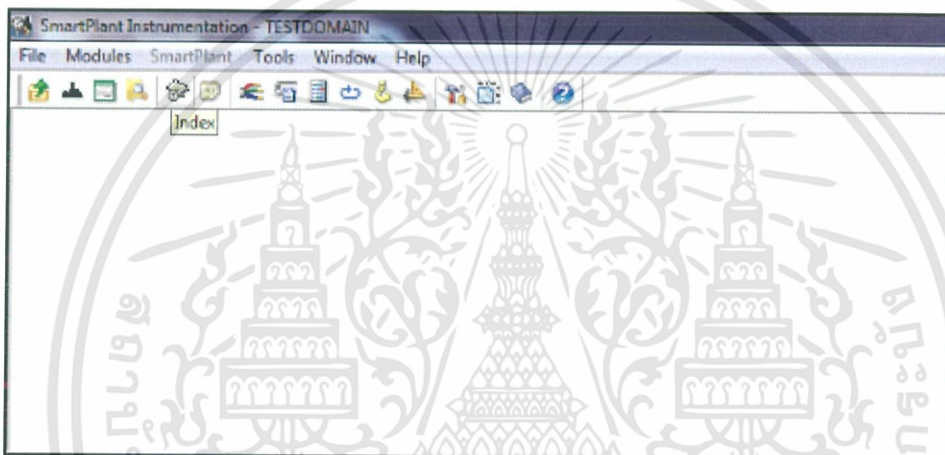 SmartPlant Instrumentation - TESTDOMAIN
File Modules SmartPlant Tools Window Help
Index